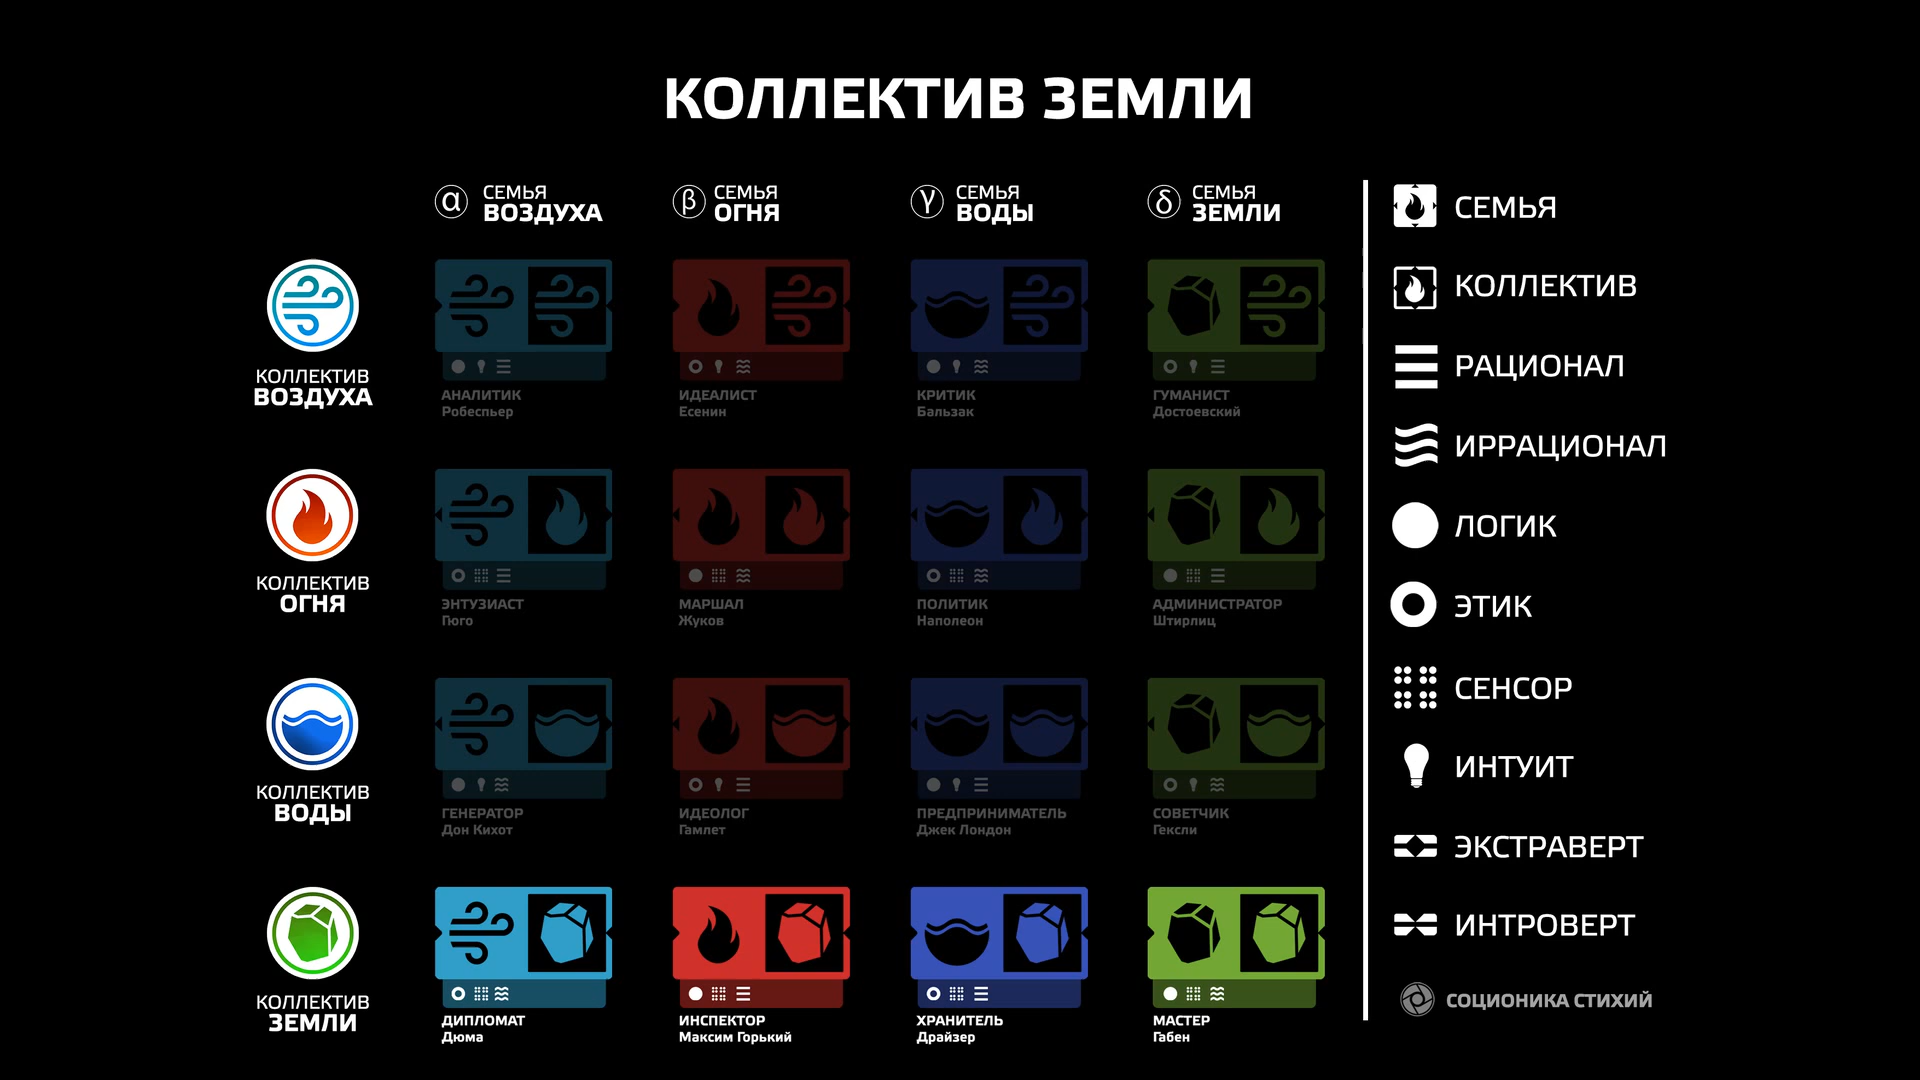 КОЛЛЕКТИВ ЗЕМЛИ
α СЕМЬЯ
ВОЗДУХА
β СЕМЬЯ
ОГНЯ
γ СЕМЬЯ
ВОДЫ
δ СЕМЬЯ
ЗЕМЛИ
КОЛЛЕКТИВ
ВОЗДУХА
АНАЛИТИК
Робеспьер
ИДЕАЛИСТ
Есенин
КРИТИК
Бальзак
ГУМАНИСТ
Достоевский
КОЛЛЕКТИВ
ОГНЯ
ЭНТУЗИАСТ
Гюго
МАРШАЛ
Жуков
ПОЛИТИК
Наполеон
АДМИНИСТРАТОР
Штирлиц
КОЛЛЕКТИВ
ВОДЫ
ГЕНЕРАТОР
Дон Кихот
ИДЕОЛОГ
Гамлет
ПРЕДПРИНИМАТЕЛЬ
Джек Лондон
СОВЕТЧИК
Гексли
КОЛЛЕКТИВ
ЗЕМЛИ
ДИПЛОМАТ
Дюма
ИНСПЕКТОР
Максим Горький
ХРАНИТЕЛЬ
Драйзер
МАСТЕР
Габен
СЕМЬЯ
КОЛЛЕКТИВ
РАЦИОНАЛ
ИРРАЦИОНАЛ
ЛОГИК
ЭТИК
СЕНСОР
ИНТУИТ
ЭКСТРАВЕРТ
ИНТРОВЕРТ
СОЦИОНИКА СТИХИЙ